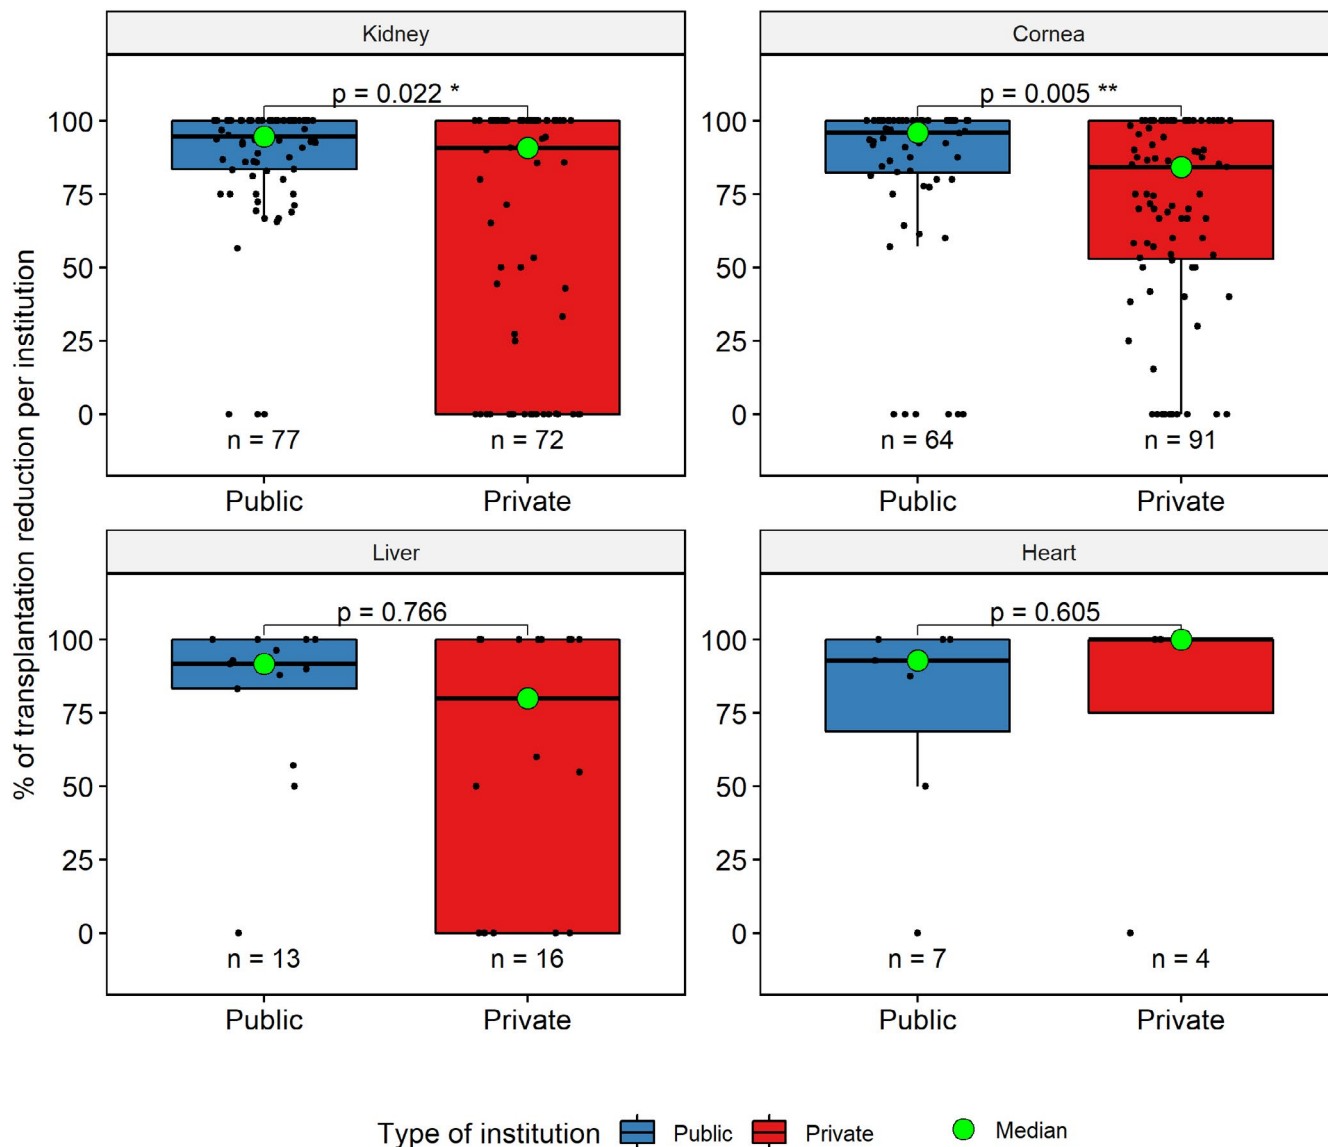 Kidney
Cornea
% of transplantation reduction per institution
p = 0.022 *
100
75
50
25
0
n = 77
n = 72
Public
Private
p = 0.005 **
100
75
50
25
0
n = 64
n = 91
Public
Private
Liver
Heart
p = 0.766
100
75
50
25
0
n = 13
n = 16
Public
Private
p = 0.605
100
75
50
25
0
n = 7
n = 4
Public
Private
Type of institution Public Private Median